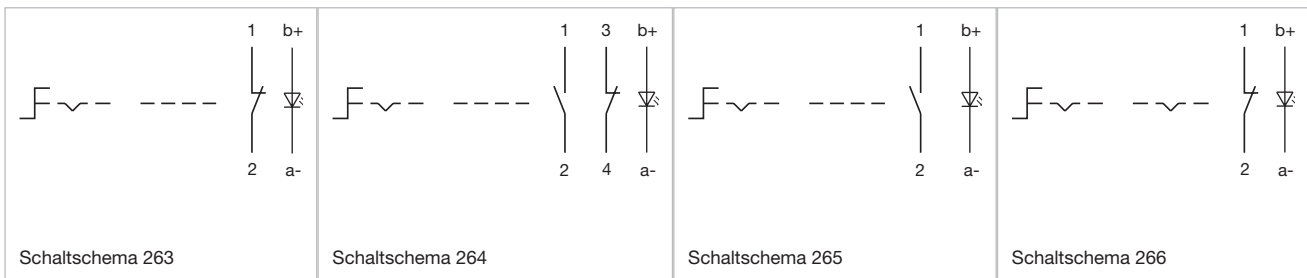 1 b+
2 a-
Schaltschema 263
1 3 b+
2 4 a-
Schaltschema 264
1 b+
2 a-
Schaltschema 265
1 b+
2 a-
Schaltschema 266